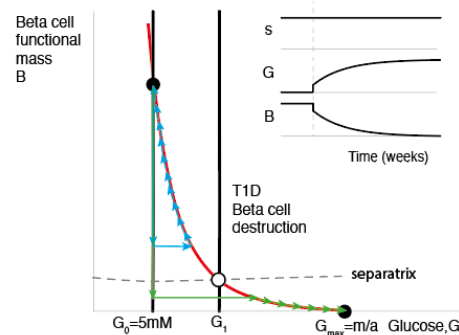 Beta cell
functional
mass
B
s
G
B
Time (weeks)
T1D
Beta cell
destruction
separatrix
G₀=5mM
G₁
Gₘₐₓ=m/a
Glucose,G